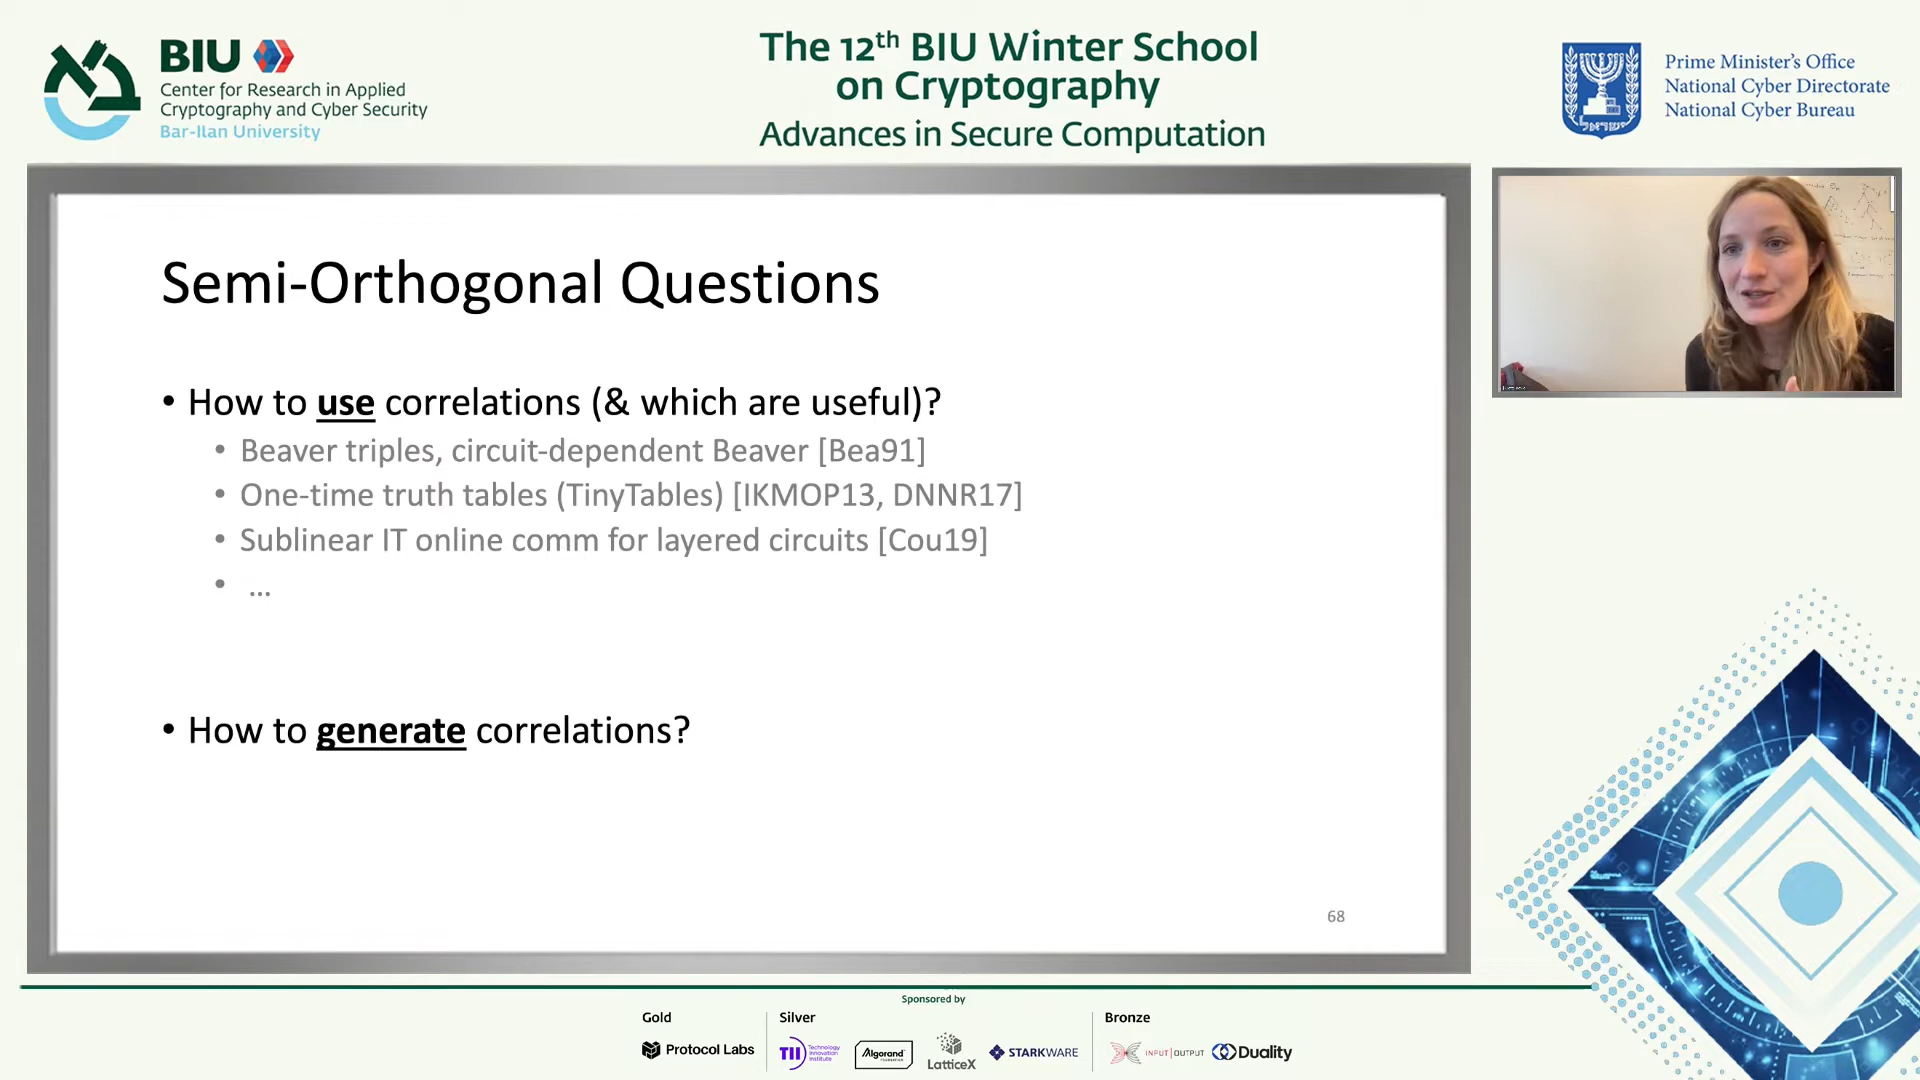 BIU
Center for Research in Applied
Cryptography and Cyber Security
Bar-Ilan University
The 12th BIU Winter School
on Cryptography
Advances in Secure Computation
Prime Minister's Office
National Cyber Directorate
National Cyber Bureau
Semi-Orthogonal Questions
• How to use correlations (& which are useful)?
• Beaver triples, circuit-dependent Beaver [Bea91]
• One-time truth tables (TinyTables) [IKMOP13, DNNR17]
• Sublinear IT online comm for layered circuits [Cou19]
• ...
• How to generate correlations?
68
Sponsored by
Gold
Protocol Labs
Silver
TII Technology Innovation Institute
Algorand
LatticeX
STARKWARE
Bronze
INPUT | OUTPUT
Duality